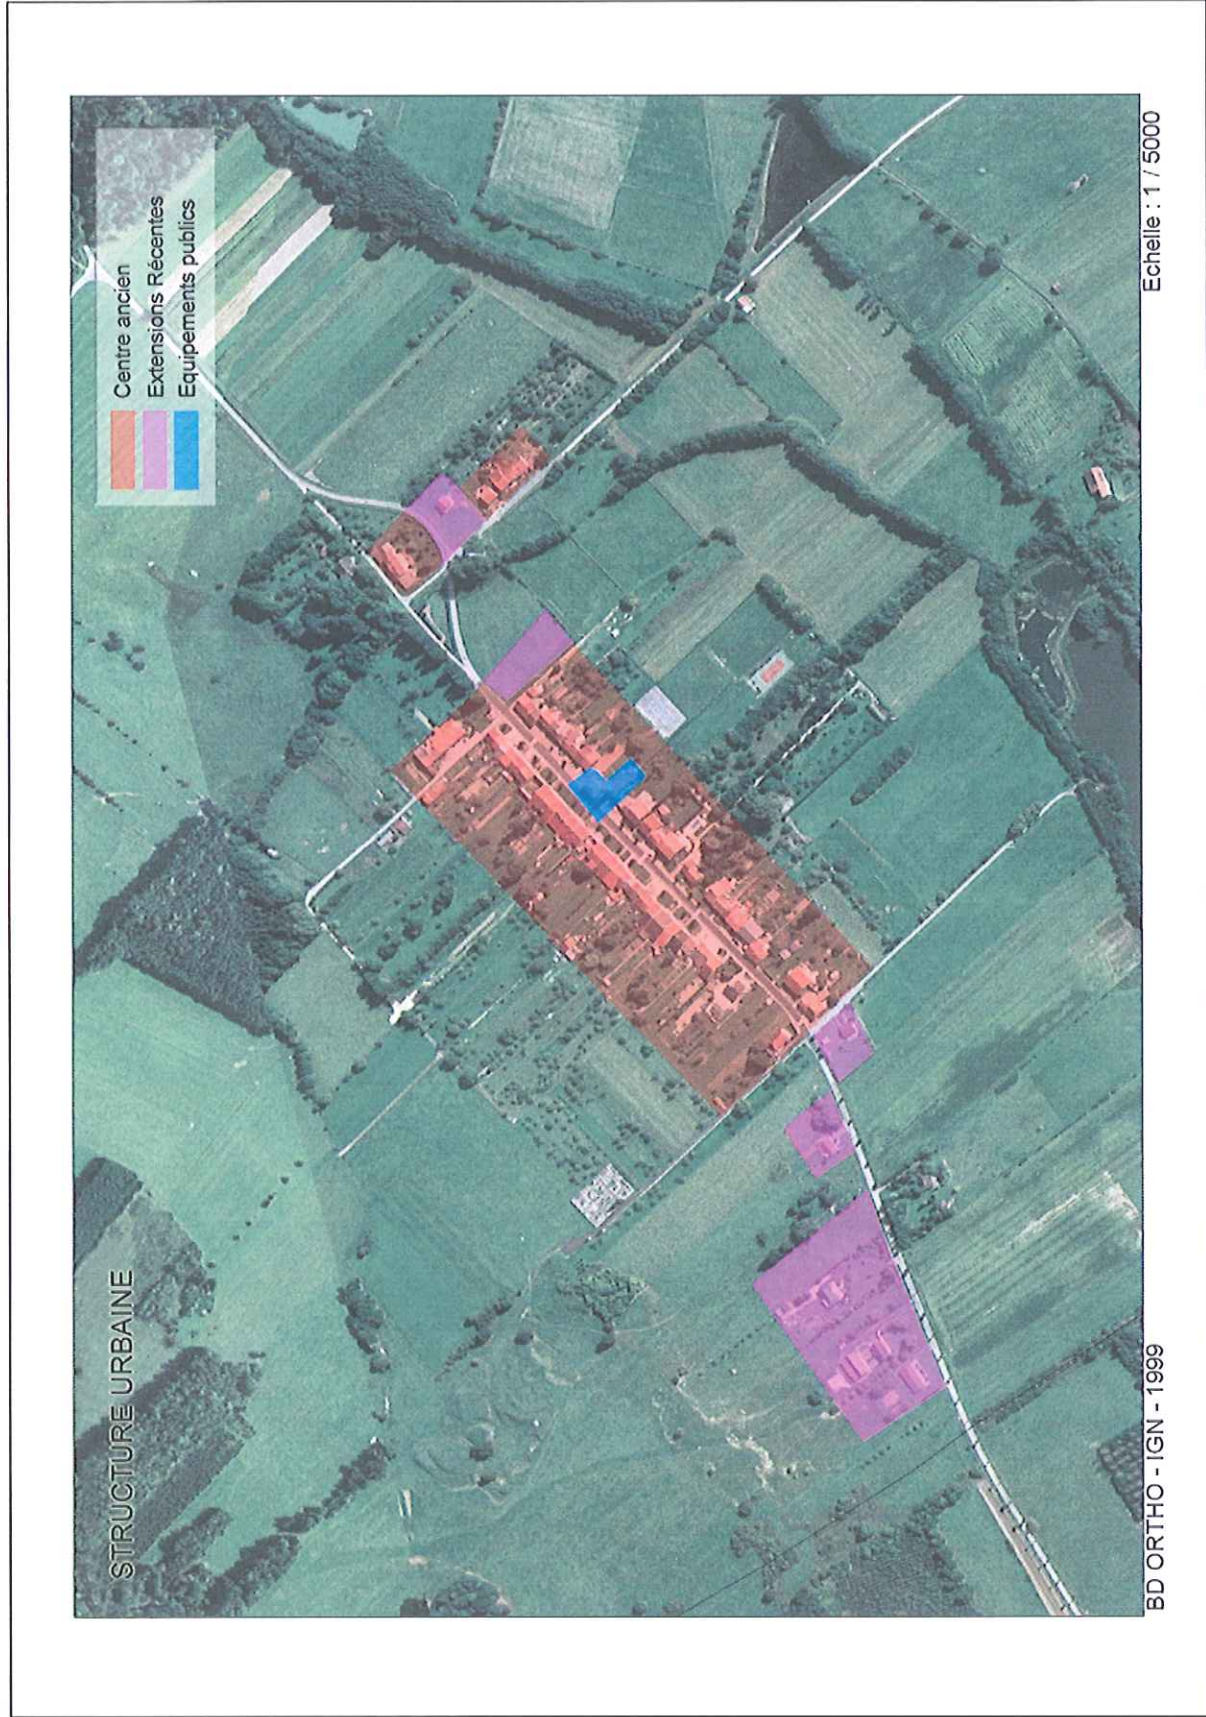 STRUCTURE URBAINE
Centre ancien
Extensions Récentes
Equipements publics
BD ORTHO - IGN - 1999
Echelle : 1 / 5000